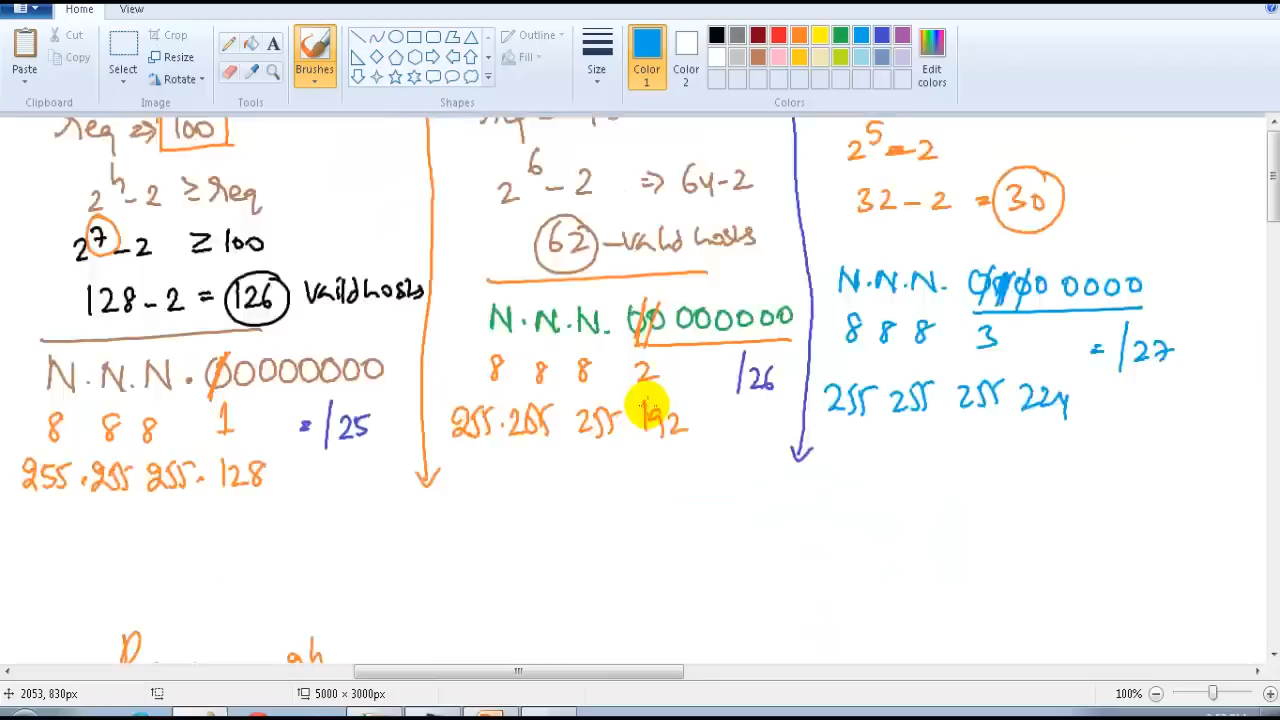 Home View
Paste
Cut
Copy
Clipboard
Select
Crop
Resize
Rotate
Image
A
Tools
Brushes
Outline
Fill
Shapes
Size
Color 1
Color 2
Edit colors
Colors
req => 100
2^h - 2 ≥ req
2^7 - 2 ≥ 100
128 - 2 = 126 Vaild hosts
N. N. N. 00000000
8 8 8 1 = /25
255 . 255 255 . 128
2^6 - 2 => 64 - 2
62 - valid hosts
N. N. N. 00000000
8 8 8 2 /26
255 . 255 255 192
2^5 - 2
32 - 2 = 30
N. N. N. 00000000
8 8 8 3 = /27
255 255 255 224
2053, 830px
5000 × 3000px
100%